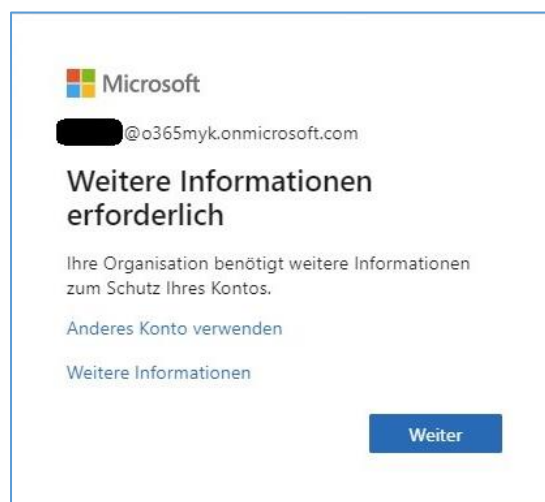 Microsoft
@o365myk.onmicrosoft.com
Weitere Informationen
erforderlich
Ihre Organisation benötigt weitere Informationen
zum Schutz Ihres Kontos.
Anderes Konto verwenden
Weitere Informationen
Weiter